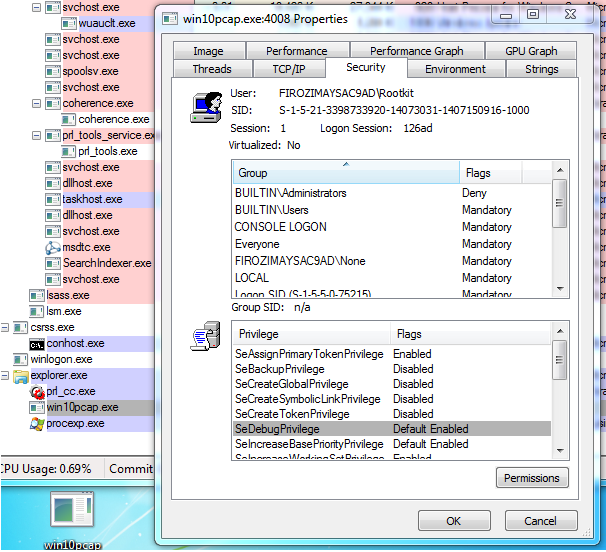 svchost.exe
wuauclt.exe
svchost.exe
svchost.exe
spoolsv.exe
svchost.exe
coherence.exe
coherence.exe
prl_tools_service.ex
prl_tools.exe
svchost.exe
dllhost.exe
taskhost.exe
dllhost.exe
svchost.exe
msdtc.exe
SearchIndexer.exe
svchost.exe
lsass.exe
lsm.exe
csrss.exe
conhost.exe
winlogon.exe
explorer.exe
prl_cc.exe
win10pcap.exe
procexp.exe
CPU Usage: 0.69% Commit
win10pcap
win10pcap.exe:4008 Properties
Image Performance Performance Graph GPU Graph
Threads TCP/IP Security Environment Strings
User: FIROZIMAYSAC9AD\Rootkit
SID: S-1-5-21-3398733920-14073031-1407150916-1000
Session: 1 Logon Session: 126ad
Virtualized: No
Group Flags
BUILTIN\Administrators Deny
BUILTIN\Users Mandatory
CONSOLE LOGON Mandatory
Everyone Mandatory
FIROZIMAYSAC9AD\None Mandatory
LOCAL Mandatory
Logon SID (S-1-5-5-0-75215) Mandatory
Group SID: n/a
Privilege Flags
SeAssignPrimaryTokenPrivilege Enabled
SeBackupPrivilege Disabled
SeCreateGlobalPrivilege Disabled
SeCreateSymbolicLinkPrivilege Disabled
SeCreateTokenPrivilege Disabled
SeDebugPrivilege Default Enabled
SeIncreaseBasePriorityPrivilege Default Enabled
SeIncreaseWorkingSetPrivilege Disabled
Permissions
OK Cancel